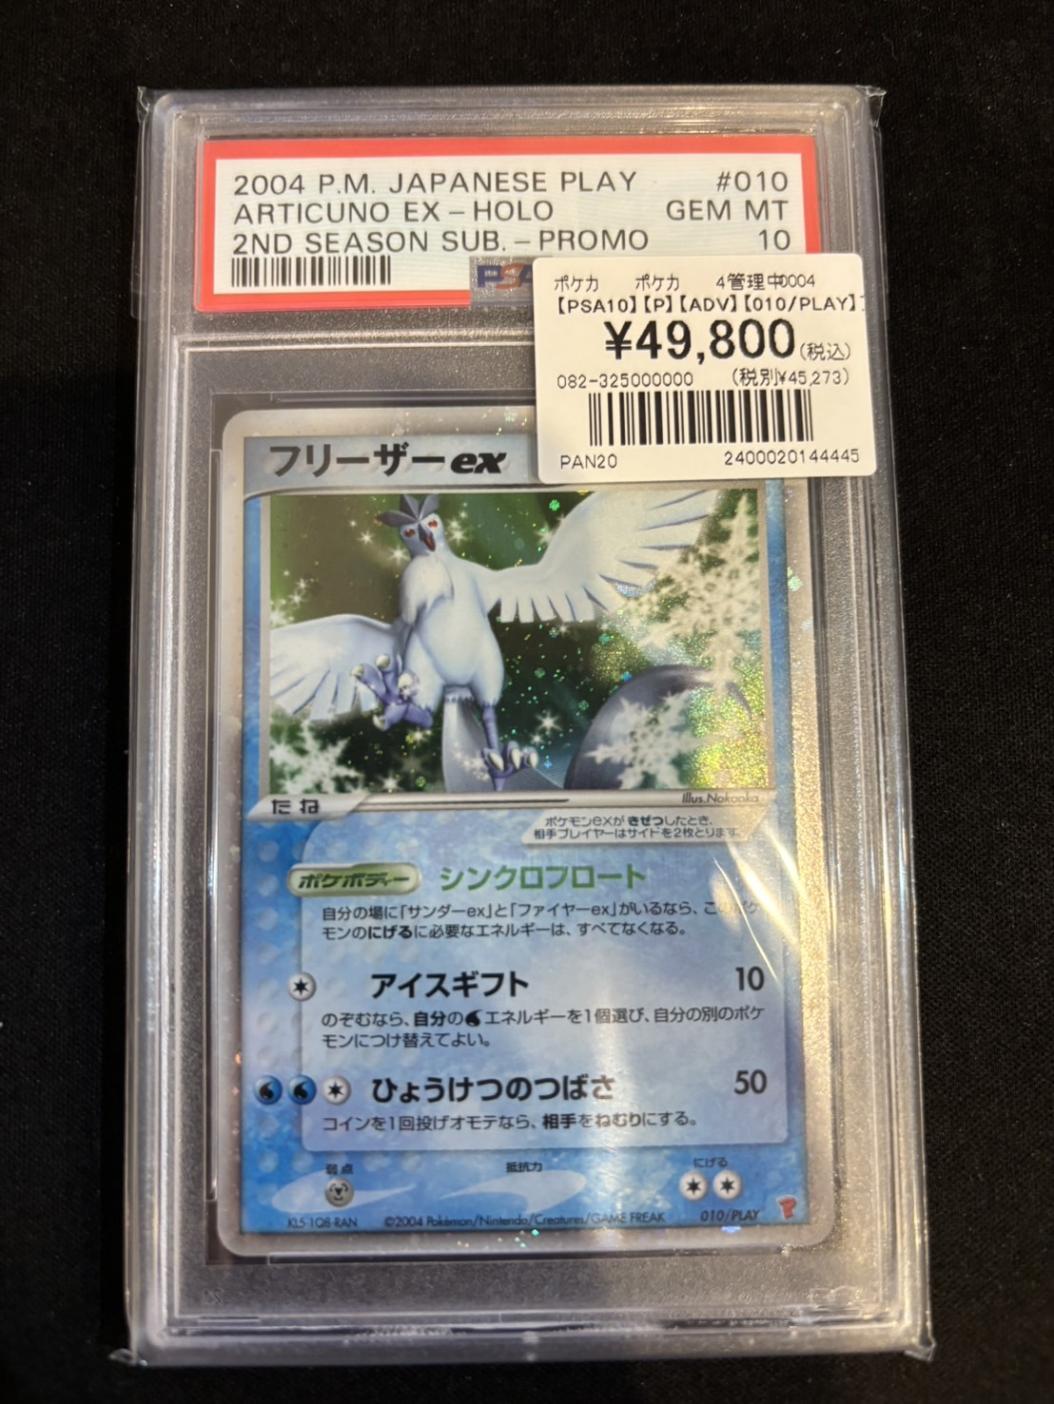 2004 P.M. JAPANESE PLAY #010
ARTICUNO EX-HOLO GEM MT
2ND SEASON SUB.-PROMO 10
PSA
ポケカ ポケカ 4管理中0004
【PSA10】【P】【ADV】【010/PLAY】
¥49,800(税込)
082-325000000 (税別¥45,273)
PAN20 2400020144445
フリーザーex
たね
Illus.Nakaoka
ポケモンexが きぜつしたとき、
相手プレイヤーはサイドを2枚とります。
ポケボディー シンクロフロート
自分の場に「サンダーex」と「ファイヤーex」がいるなら、このポケ
モンのにげるに必要なエネルギーは、すべてなくなる。
アイスギフト 10
のぞむなら、自分のエネルギーを1個選び、自分の別のポケ
モンにつけ替えてよい。
ひょうけつのつばさ 50
コインを1回投げオモテなら、相手をねむりにする。
弱点 抵抗力 にげる
©2004 Pokémon/Nintendo/Creatures/GAME FREAK 010/PLAY P